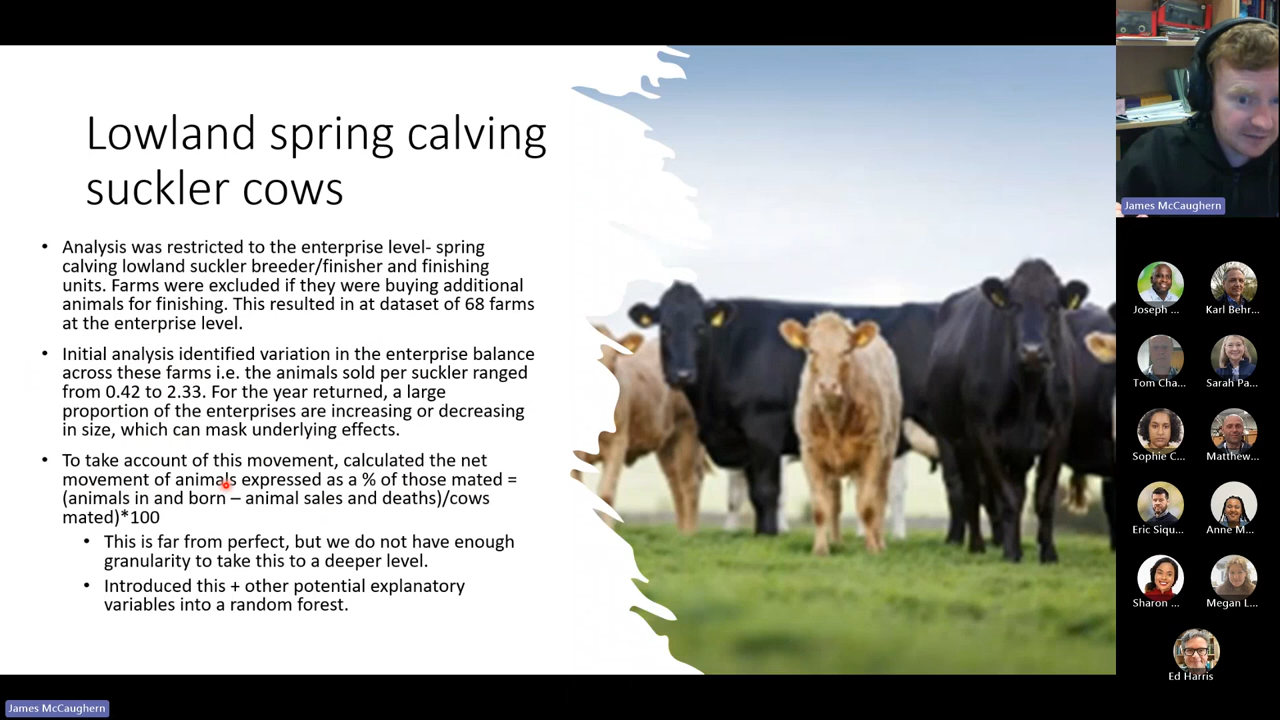 Lowland spring calving
suckler cows
• Analysis was restricted to the enterprise level- spring
calving lowland suckler breeder/finisher and finishing
units. Farms were excluded if they were buying additional
animals for finishing. This resulted in at dataset of 68 farms
at the enterprise level.
• Initial analysis identified variation in the enterprise balance
across these farms i.e. the animals sold per suckler ranged
from 0.42 to 2.33. For the year returned, a large
proportion of the enterprises are increasing or decreasing
in size, which can mask underlying effects.
• To take account of this movement, calculated the net
movement of animals expressed as a % of those mated =
(animals in and born – animal sales and deaths)/cows
mated)*100
• This is far from perfect, but we do not have enough
granularity to take this to a deeper level.
• Introduced this + other potential explanatory
variables into a random forest.
James McCaughern
Joseph ...
Karl Behr...
Tom Cha...
Sarah Pa...
Sophie C...
Matthew...
Eric Siqu...
Anne M...
Sharon ...
Megan L...
Ed Harris
James McCaughern